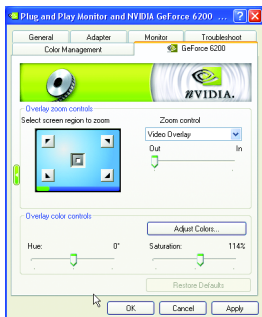 Plug and Play Monitor and NVIDIA GeForce 6200 ...
General Adapter Monitor Troubleshoot
Color Management GeForce 6200
NVIDIA.
Overlay zoom controls
Select screen region to zoom
Zoom control
Video Overlay
Out In
Overlay color controls
Adjust Colors...
Hue: 0° Saturation: 114%
Restore Defaults
OK Cancel Apply